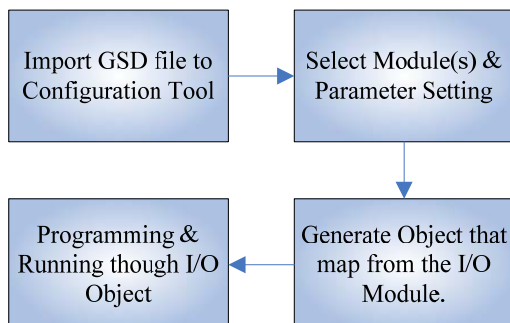 Import GSD file to
Configuration Tool
Select Module(s) &
Parameter Setting
Generate Object that
map from the I/O
Module.
Programming &
Running though I/O
Object